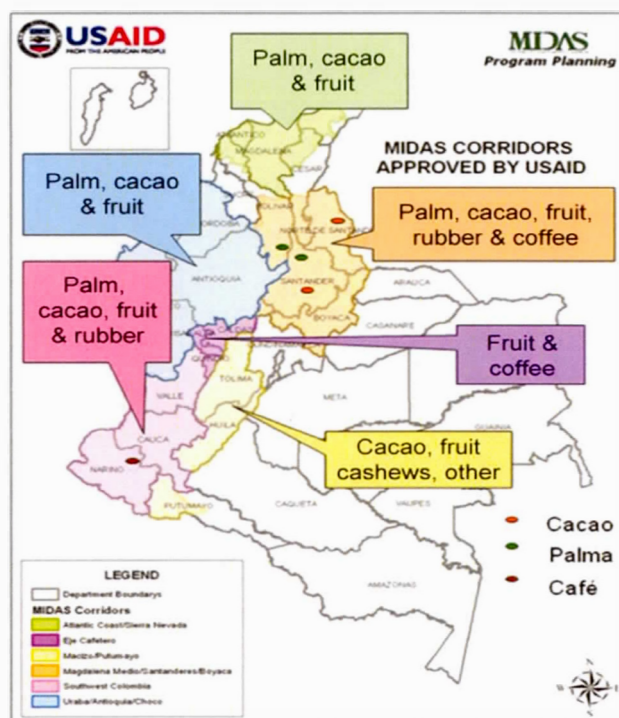 USAID
FROM THE AMERICAN PEOPLE
MIDAS
Program Planning
Palm, cacao
& fruit
MIDAS CORRIDORS
APPROVED BY USAID
Palm, cacao
& fruit
Palm, cacao, fruit,
rubber & coffee
Palm,
cacao, fruit
& rubber
Fruit &
coffee
Cacao, fruit
cashews, other
ATLANTICO
MAGDALENA
CESAR
BOLIVAR
NORTE DE SANTAND
ANTIOQUIA
SANTANDER
ARAUCA
BOYACA
CASANARE
TOLIMA
VALLE
META
HUILA
GUAINIA
CAUCA
NARINO
CAQUETA
VAUPES
PUTUMAYO
AMAZONAS
Cacao
Palma
Café
LEGEND
Department Boundarys
MIDAS Corridors
Atlantic Coast/Sierra Nevada
Eje Cafetero
Macizo/Putumayo
Magdalena Medio/Santanderes/Boyaca
Southwest Colombia
Uraba/Antioquia/Choco
N
W
E
S